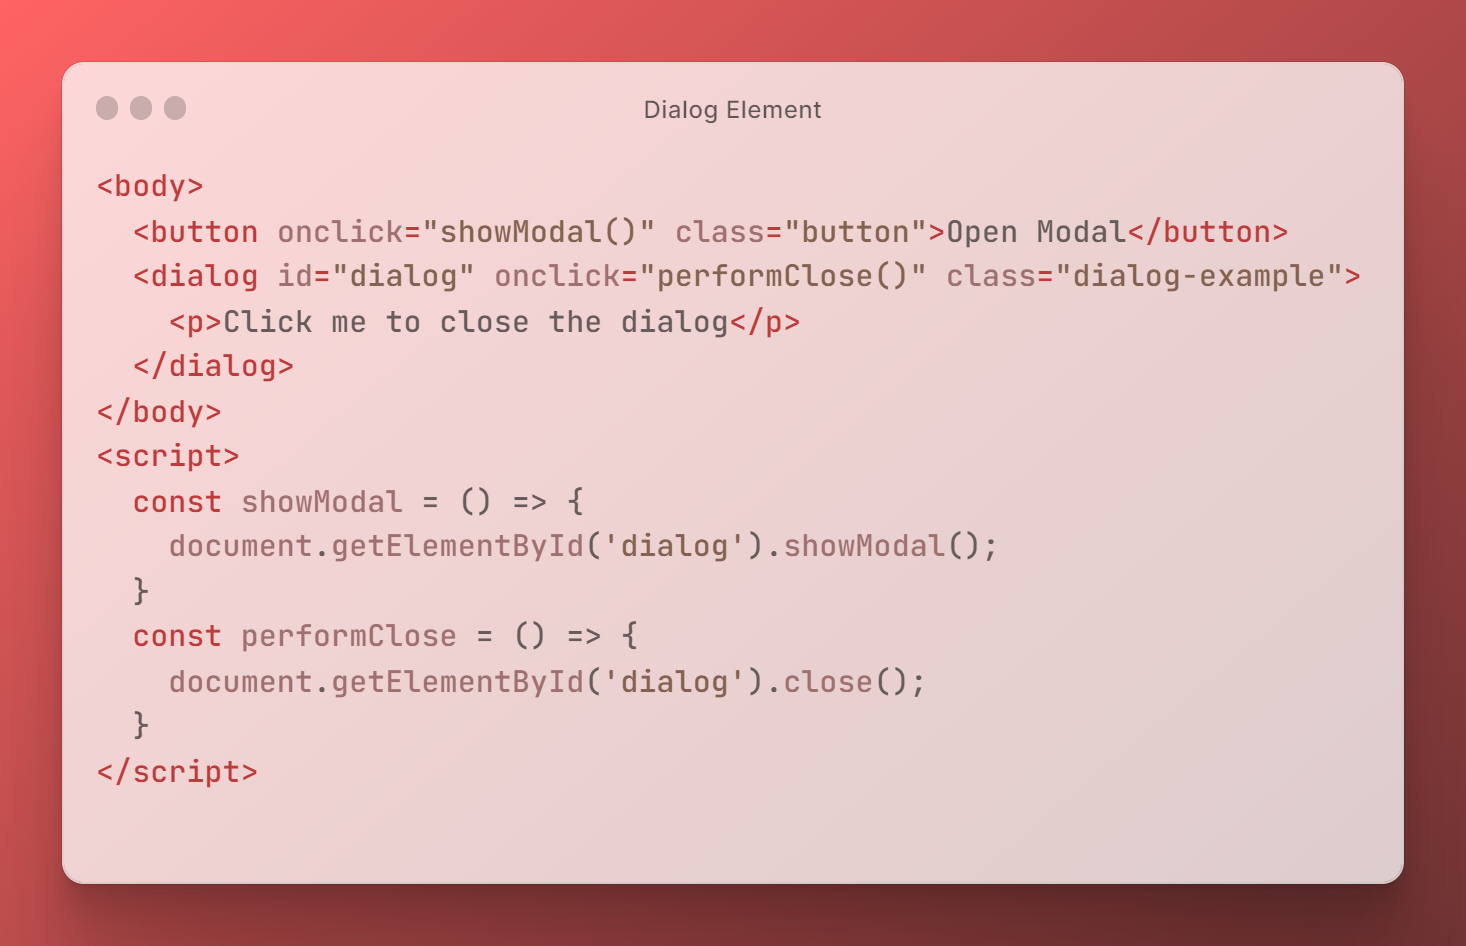 Dialog Element
<body>
  <button onclick="showModal()" class="button">Open Modal</button>
  <dialog id="dialog" onclick="performClose()" class="dialog-example">
    <p>Click me to close the dialog</p>
  </dialog>
</body>
<script>
  const showModal = () => {
    document.getElementById('dialog').showModal();
  }
  const performClose = () => {
    document.getElementById('dialog').close();
  }
</script>